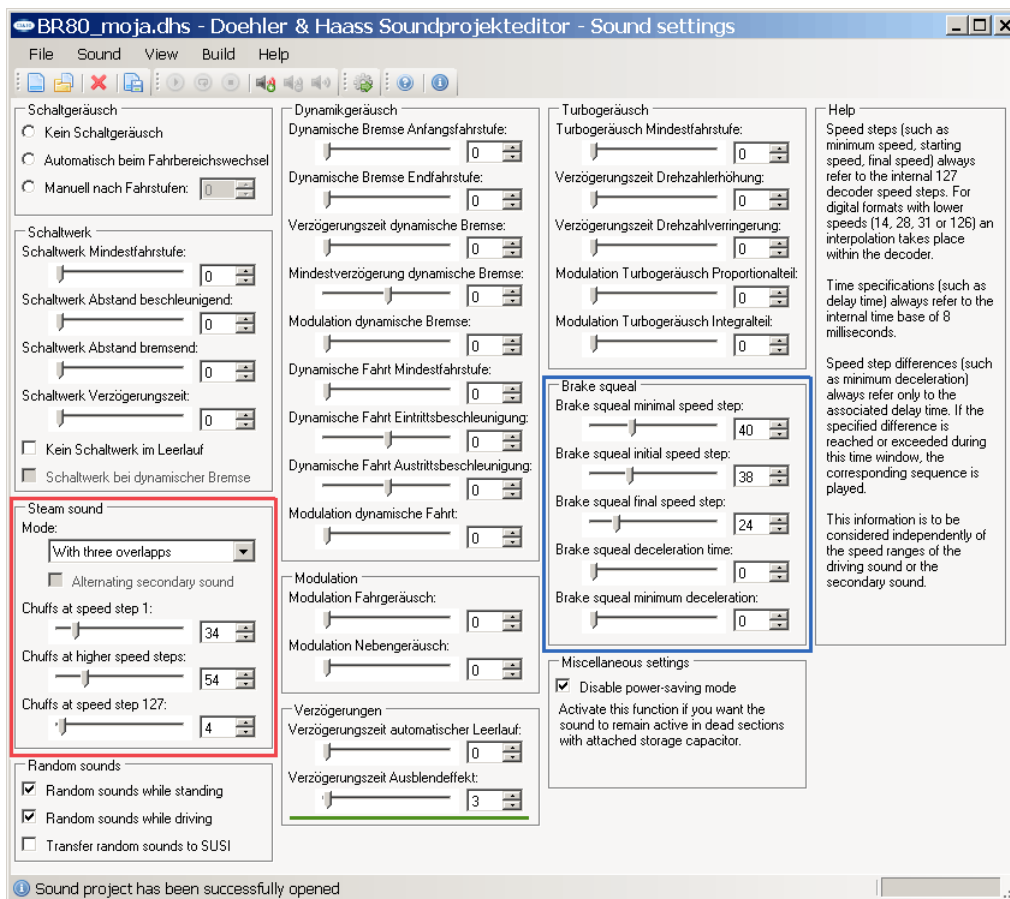 BR80_moja.dhs - Doehler & Haass Soundprojekteditor - Sound settings
File Sound View Build Help
Schaltgeräusch
Kein Schaltgeräusch
Automatisch beim Fahrbereichswechsel
Manuell nach Fahrstufen: 0
Schaltwerk
Schaltwerk Mindestfahrstufe:
0
Schaltwerk Abstand beschleunigend:
0
Schaltwerk Abstand bremsend:
0
Schaltwerk Verzögerungszeit:
0
Kein Schaltwerk im Leerlauf
Schaltwerk bei dynamischer Bremse
Steam sound
Mode:
With three overlapps
Alternating secondary sound
Chuffs at speed step 1:
34
Chuffs at higher speed steps:
54
Chuffs at speed step 127:
4
Random sounds
Random sounds while standing
Random sounds while driving
Transfer random sounds to SUSI
Dynamikgeräusch
Dynamische Bremse Anfangsfahrstufe:
0
Dynamische Bremse Endfahrstufe:
0
Verzögerungszeit dynamische Bremse:
0
Mindestverzögerung dynamische Bremse:
0
Modulation dynamische Bremse:
0
Dynamische Fahrt Mindestfahrstufe:
0
Dynamische Fahrt Eintrittsbeschleunigung:
0
Dynamische Fahrt Austrittsbeschleunigung:
0
Modulation dynamische Fahrt:
0
Modulation
Modulation Fahrgeräusch:
0
Modulation Nebengeräusch:
0
Verzögerungen
Verzögerungszeit automatischer Leerlauf:
0
Verzögerungszeit Ausblendeffekt:
3
Turbogeräusch
Turbogeräusch Mindestfahrstufe:
0
Verzögerungszeit Drehzahlerhöhung:
0
Verzögerungszeit Drehzahlverringerung:
0
Modulation Turbogeräusch Proportionalteil:
0
Modulation Turbogeräusch Integralteil:
0
Brake squeal
Brake squeal minimal speed step:
40
Brake squeal initial speed step:
38
Brake squeal final speed step:
24
Brake squeal deceleration time:
0
Brake squeal minimum deceleration:
0
Miscellaneous settings
Disable power-saving mode
Activate this function if you want the
sound to remain active in dead sections
with attached storage capacitor.
Help
Speed steps (such as
minimum speed, starting
speed, final speed) always
refer to the internal 127
decoder speed steps. For
digital formats with lower
speeds (14, 28, 31 or 126) an
interpolation takes place
within the decoder.
Time specifications (such as
delay time) always refer to the
internal time base of 8
milliseconds.
Speed step differences (such
as minimum deceleration)
always refer only to the
associated delay time. If the
specified difference is
reached or exceeded during
this time window, the
corresponding sequence is
played.
This information is to be
considered independently of
the speed ranges of the
driving sound or the
secondary sound.
Sound project has been successfully opened